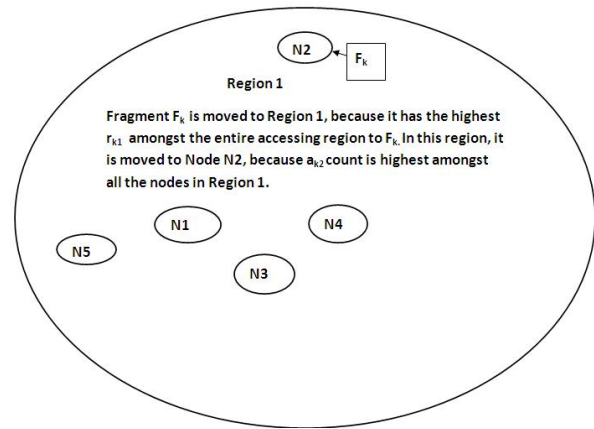 N2
Fk
Region 1
Fragment Fk is moved to Region 1, because it has the highest
rk1 amongst the entire accessing region to Fk. In this region, it
is moved to Node N2, because ak2 count is highest amongst
all the nodes in Region 1.
N1
N4
N5
N3